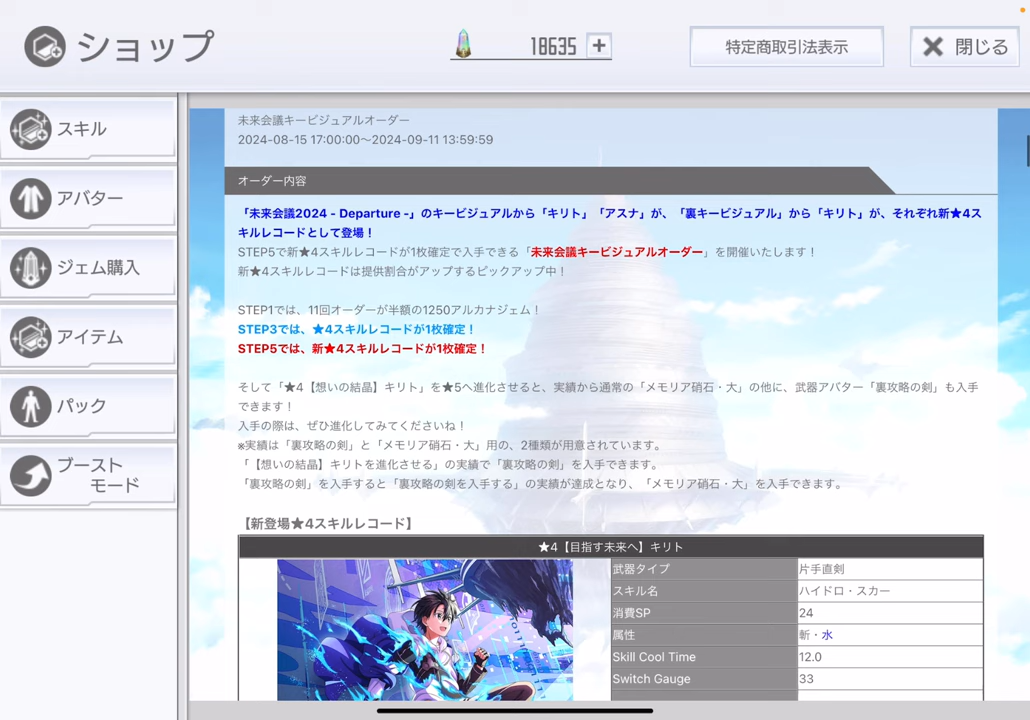 ショップ
18635
特定商取引法表示
閉じる
スキル
アバター
ジェム購入
アイテム
パック
ブースト
モード
未来会議キービジュアルオーダー
2024-08-15 17:00:00～2024-09-11 13:59:59
オーダー内容
「未来会議2024 - Departure -」のキービジュアルから「キリト」「アスナ」が、「裏キービジュアル」から「キリト」が、それぞれ新★4ス
キルレコードとして登場！
STEP5で新★4スキルレコードが1枚確定で入手できる「未来会議キービジュアルオーダー」を開催いたします！
新★4スキルレコードは提供割合がアップするピックアップ中！
STEP1では、11回オーダーが半額の1250アルカナジェム！
STEP3では、★4スキルレコードが1枚確定！
STEP5では、新★4スキルレコードが1枚確定！
そして「★4【想いの結晶】キリト」を★5へ進化させると、実績から通常の「メモリア硝石・大」の他に、武器アバター「裏攻略の剣」も入手
できます！
入手の際は、ぜひ進化してみてくださいね！
※実績は「裏攻略の剣」と「メモリア硝石・大」用の、2種類が用意されています。
「【想いの結晶】キリトを進化させる」の実績で「裏攻略の剣」を入手できます。
「裏攻略の剣」を入手すると「裏攻略の剣を入手する」の実績が達成となり、「メモリア硝石・大」を入手できます。
【新登場★4スキルレコード】
★4【目指す未来へ】キリト
武器タイプ 片手直剣
スキル名 ハイドロ・スカー
消費SP 24
属性 斬・水
Skill Cool Time 12.0
Switch Gauge 33